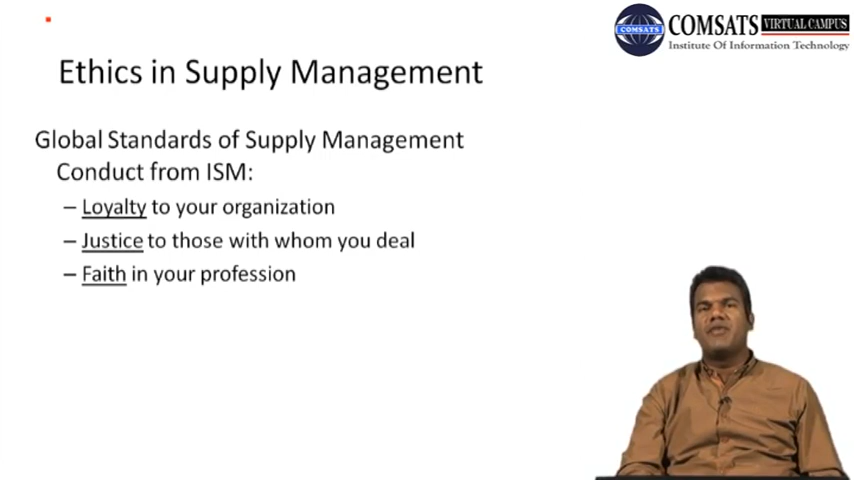 COMSATS VIRTUAL CAMPUS
COMSATS
Institute Of Information Technology
Ethics in Supply Management
Global Standards of Supply Management
Conduct from ISM:
– Loyalty to your organization
– Justice to those with whom you deal
– Faith in your profession